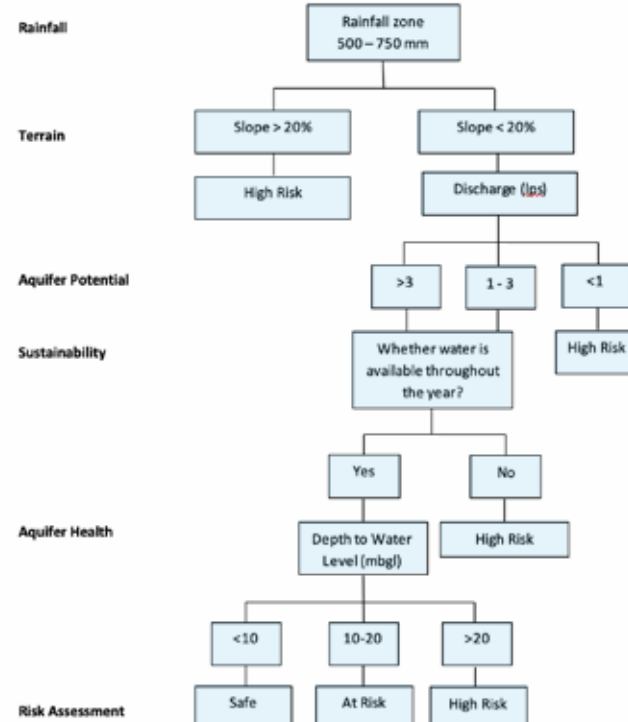 Rainfall
Rainfall zone
500 – 750 mm
Terrain
Slope > 20%
Slope < 20%
High Risk
Discharge (lps)
Aquifer Potential
>3
1 - 3
<1
Sustainability
Whether water is
available throughout
the year?
High Risk
Yes
No
Aquifer Health
Depth to Water
Level (mbgl)
High Risk
<10
10-20
>20
Risk Assessment
Safe
At Risk
High Risk